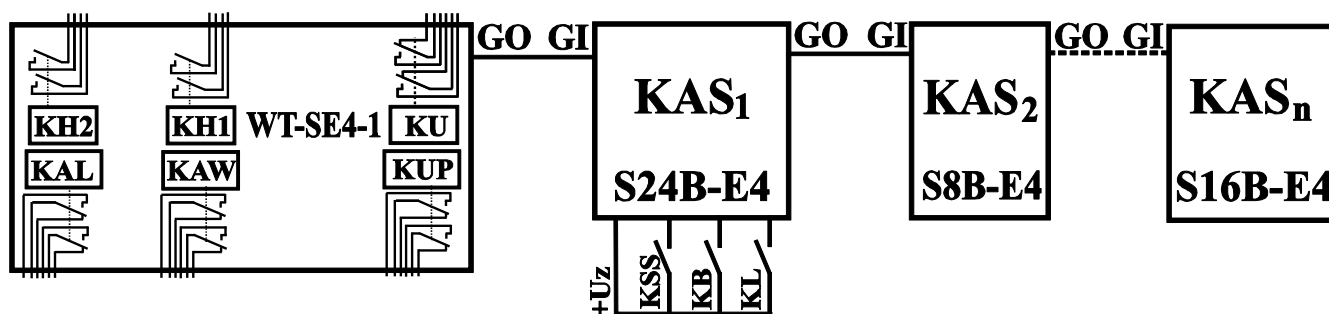 GO GI GO GI GO GI
KAS₁ KAS₂ KASₙ
KH2 KH1 WT-SE4-1 KU
KAL KAW KUP
S24B-E4 S8B-E4 S16B-E4
+Uz KSS KB KL